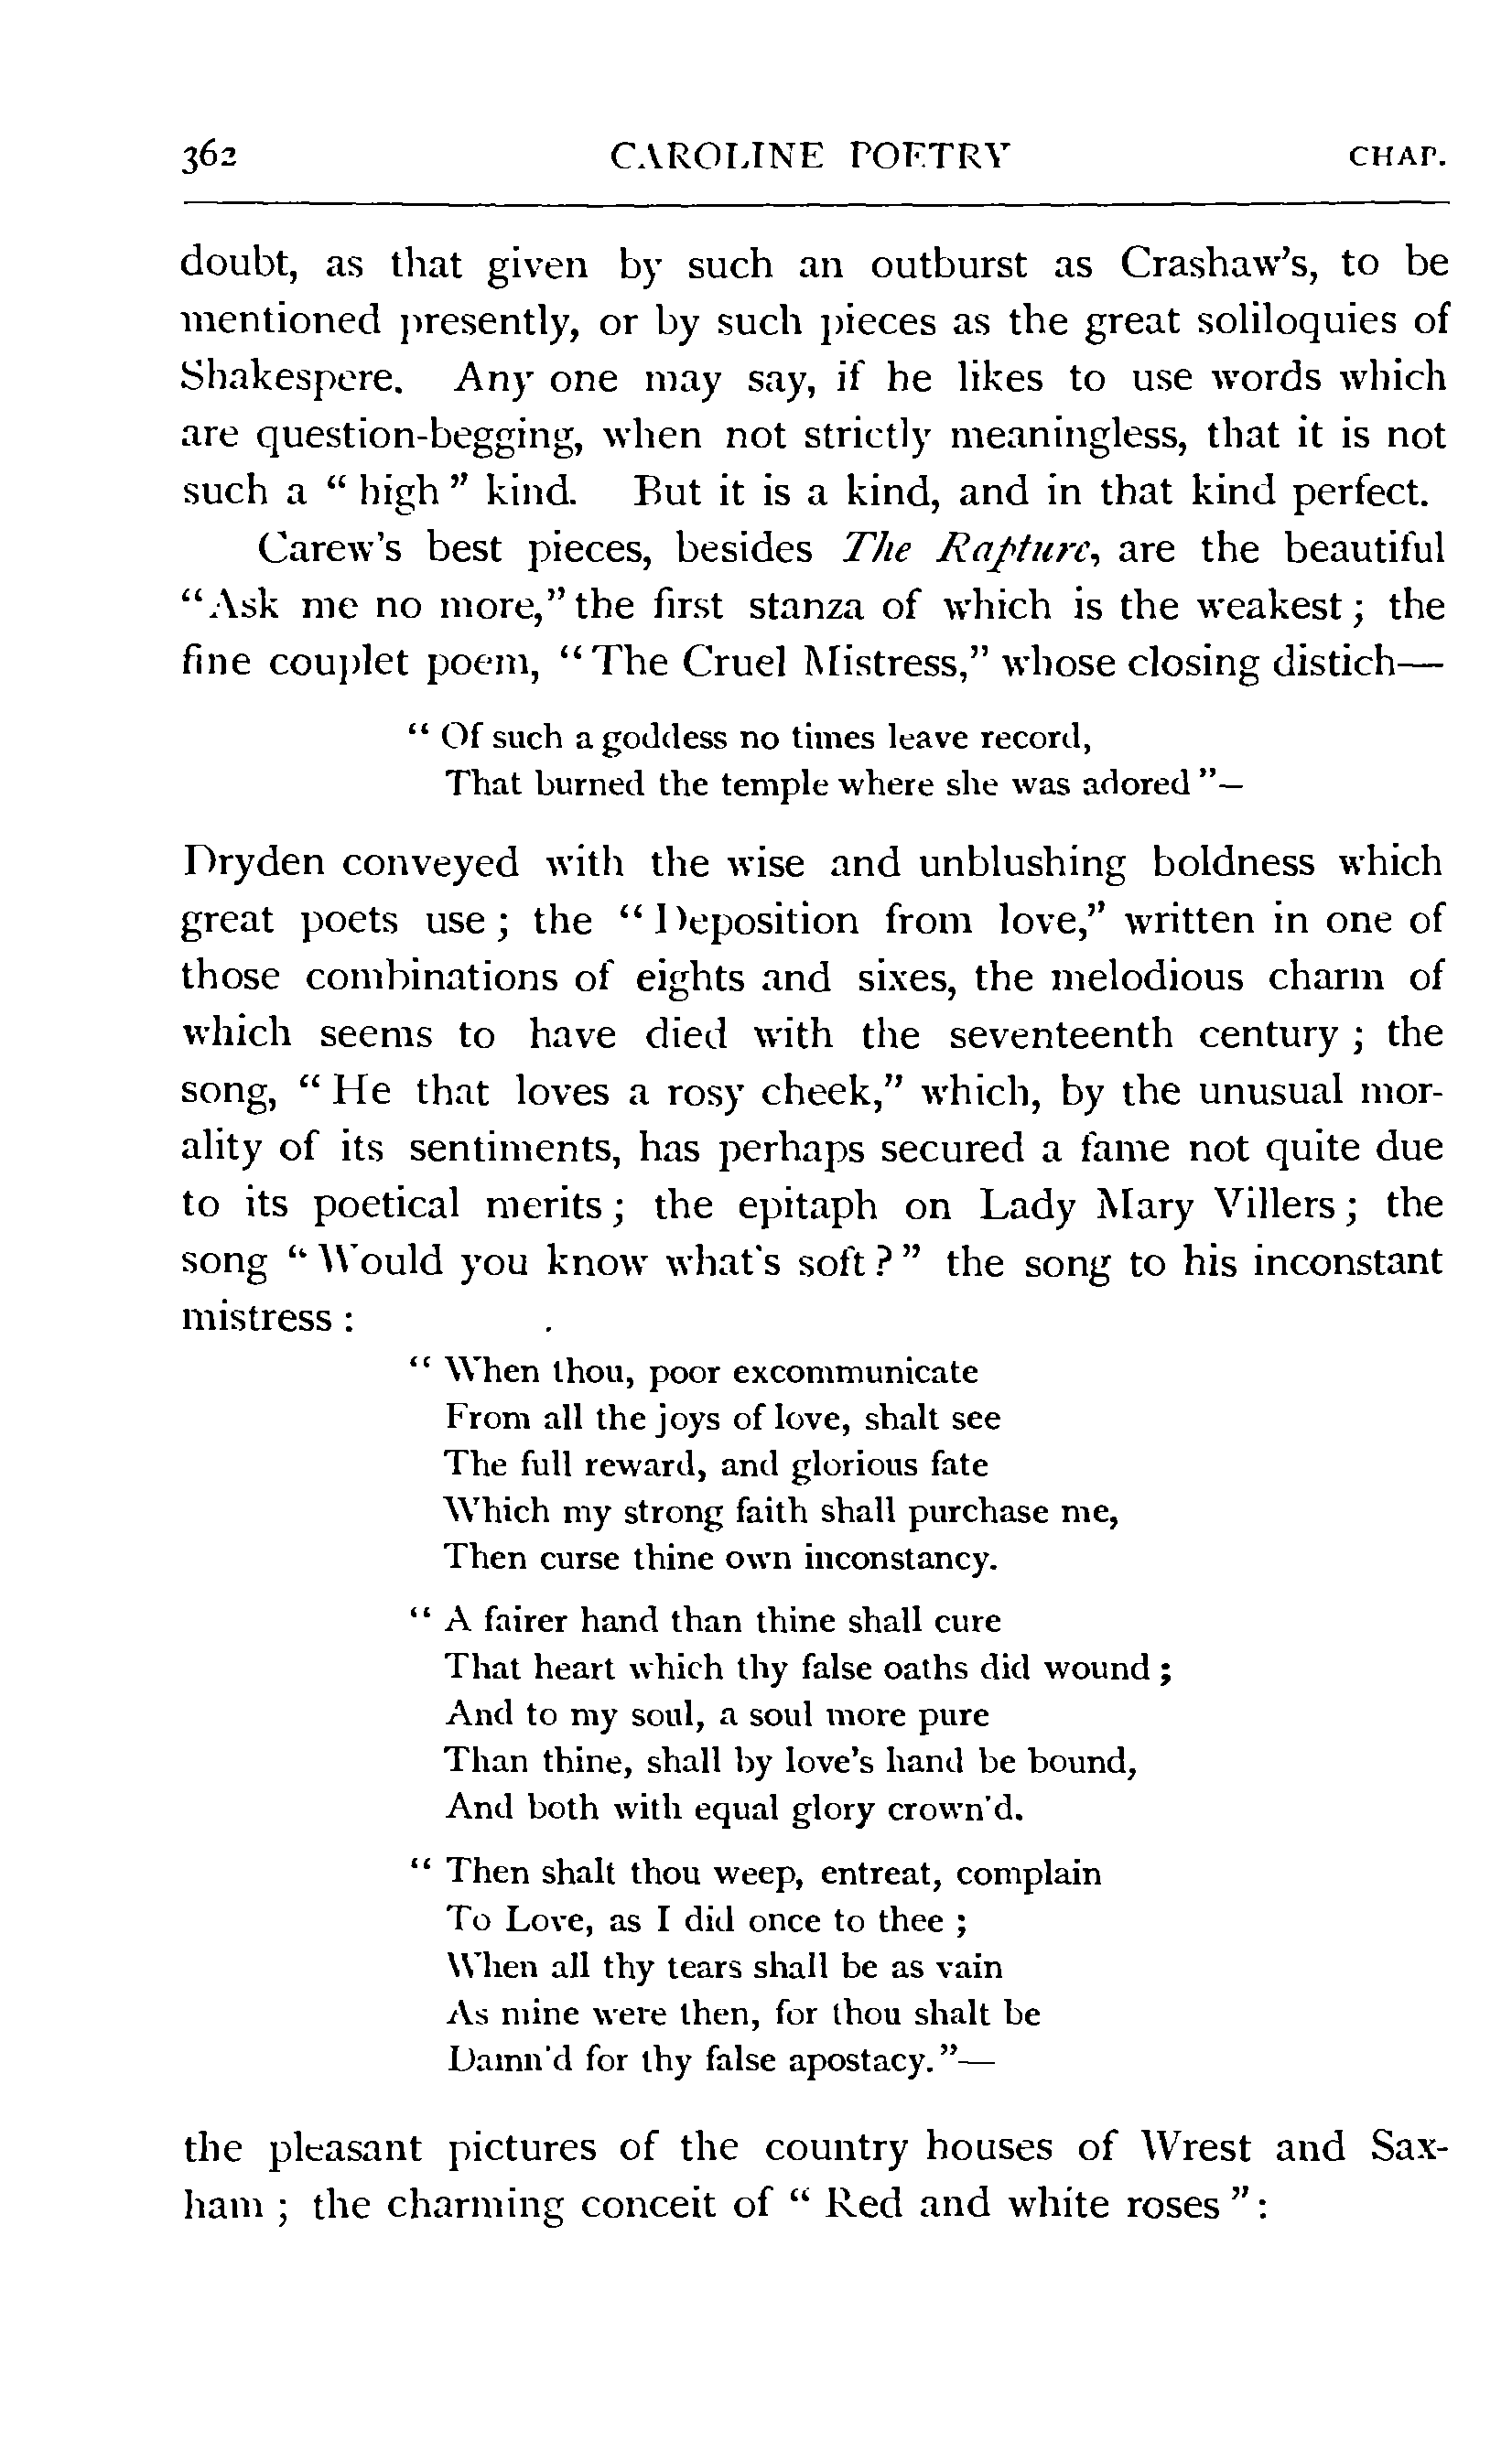 362 CAROLINE POETRY CHAP.
doubt, as that given by such an outburst as Crashaw's, to be
mentioned presently, or by such pieces as the great soliloquies of
Shakespere. Any one may say, if he likes to use words which
are question-begging, when not strictly meaningless, that it is not
such a “high” kind. But it is a kind, and in that kind perfect.
Carew's best pieces, besides The Rapture, are the beautiful
“Ask me no more,” the first stanza of which is the weakest; the
fine couplet poem, “The Cruel Mistress,” whose closing distich—
“Of such a goddess no times leave record,
That burned the temple where she was adored”—
Dryden conveyed with the wise and unblushing boldness which
great poets use; the “Deposition from love,” written in one of
those combinations of eights and sixes, the melodious charm of
which seems to have died with the seventeenth century; the
song, “He that loves a rosy cheek,” which, by the unusual mor-
ality of its sentiments, has perhaps secured a fame not quite due
to its poetical merits; the epitaph on Lady Mary Villers; the
song “Would you know what's soft?” the song to his inconstant
mistress:
“When thou, poor excommunicate
From all the joys of love, shalt see
The full reward, and glorious fate
Which my strong faith shall purchase me,
Then curse thine own inconstancy.
“A fairer hand than thine shall cure
That heart which thy false oaths did wound;
And to my soul, a soul more pure
Than thine, shall by love's hand be bound,
And both with equal glory crown'd.
“Then shalt thou weep, entreat, complain
To Love, as I did once to thee;
When all thy tears shall be as vain
As mine were then, for thou shalt be
Damn'd for thy false apostacy.”—
the pleasant pictures of the country houses of Wrest and Sax-
ham; the charming conceit of “Red and white roses”: